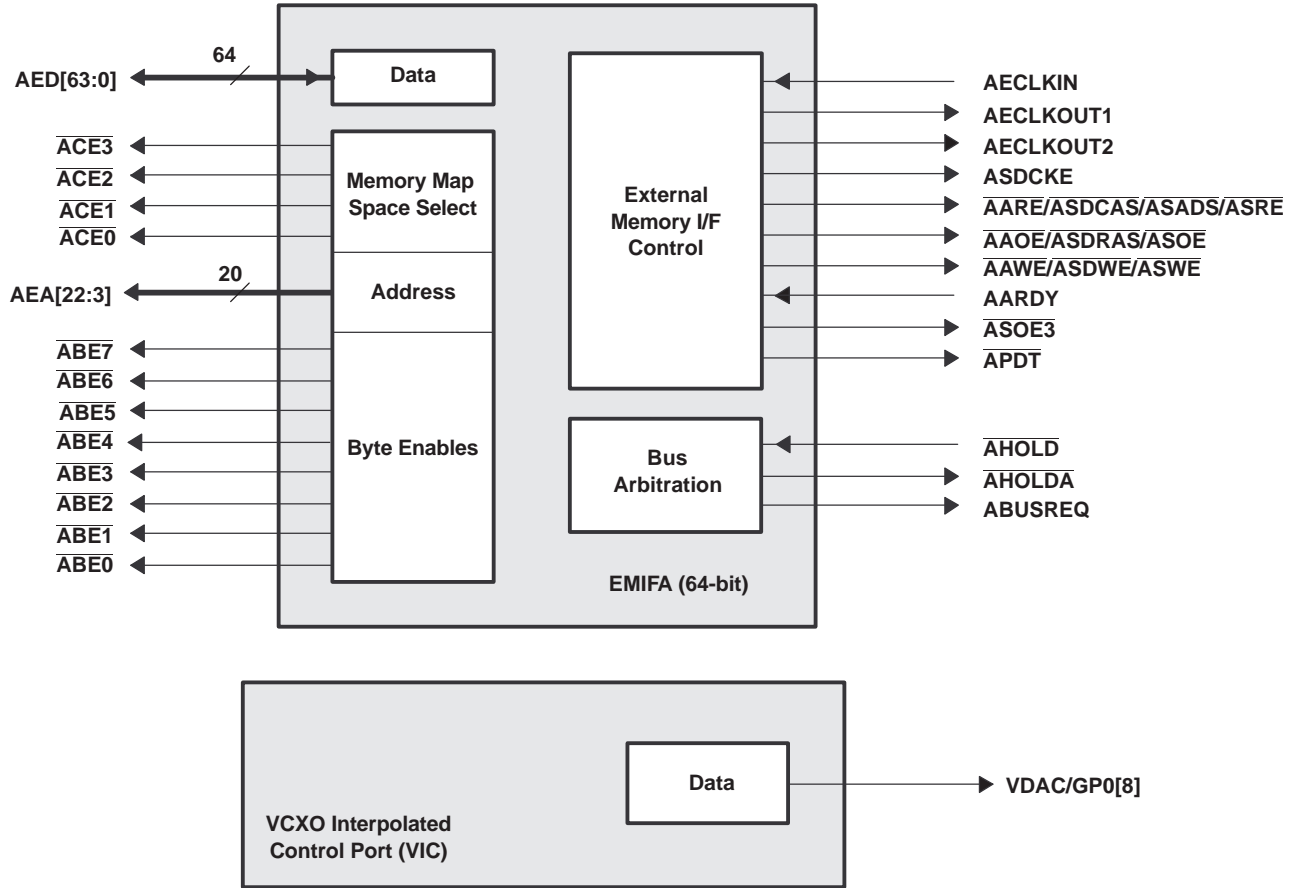 64
AED[63:0]
Data
ACE3
ACE2
ACE1
ACE0
Memory Map
Space Select
20
AEA[22:3]
Address
ABE7
ABE6
ABE5
ABE4
ABE3
ABE2
ABE1
ABE0
Byte Enables
External
Memory I/F
Control
AECLKIN
AECLKOUT1
AECLKOUT2
ASDCKE
AARE/ASDCAS/ASADS/ASRE
AAOE/ASDRAS/ASOE
AAWE/ASDWE/ASWE
AARDY
ASOE3
APDT
Bus
Arbitration
AHOLD
AHOLDA
ABUSREQ
EMIFA (64-bit)
Data
VDAC/GP0[8]
VCXO Interpolated
Control Port (VIC)